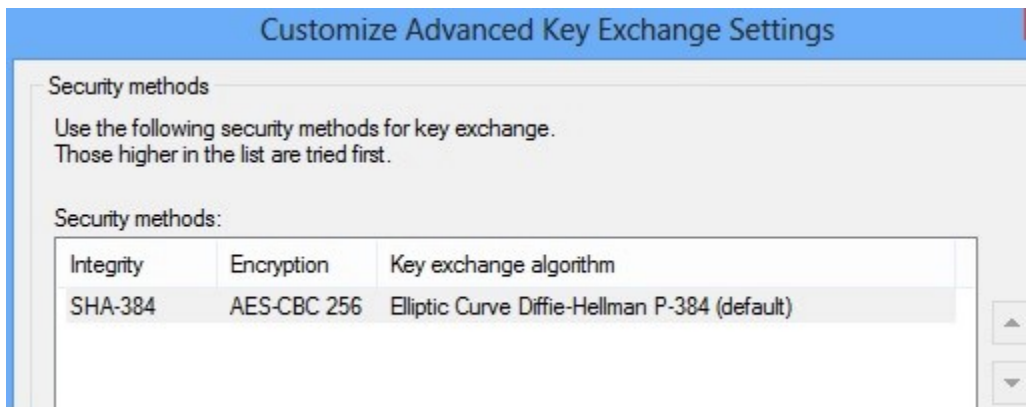 Customize Advanced Key Exchange Settings
Security methods
Use the following security methods for key exchange.
Those higher in the list are tried first.
Security methods:
Integrity Encryption Key exchange algorithm
SHA-384 AES-CBC 256 Elliptic Curve Diffie-Hellman P-384 (default)